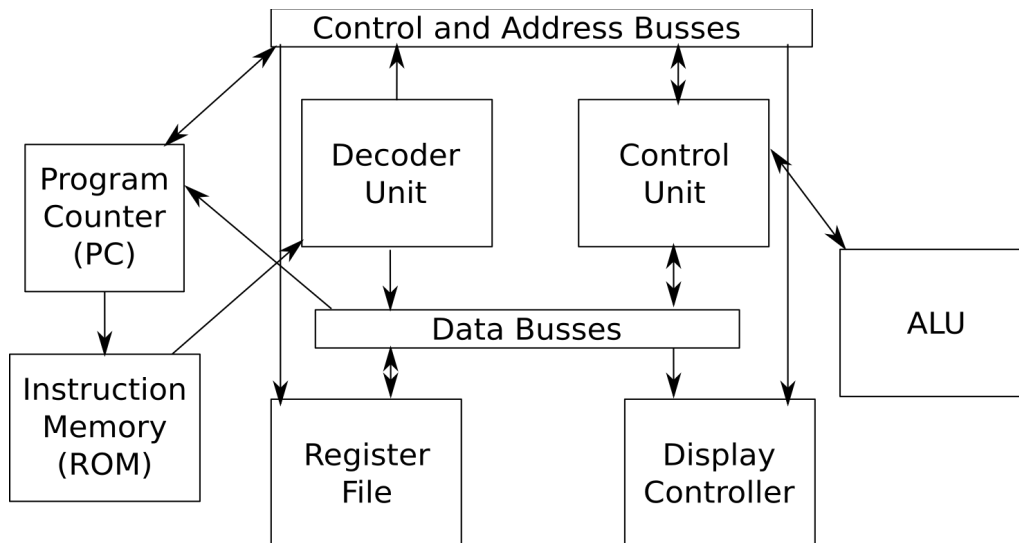 Control and Address Busses
Decoder
Unit
Control
Unit
Program
Counter
(PC)
ALU
Data Busses
Instruction
Memory
(ROM)
Register
File
Display
Controller